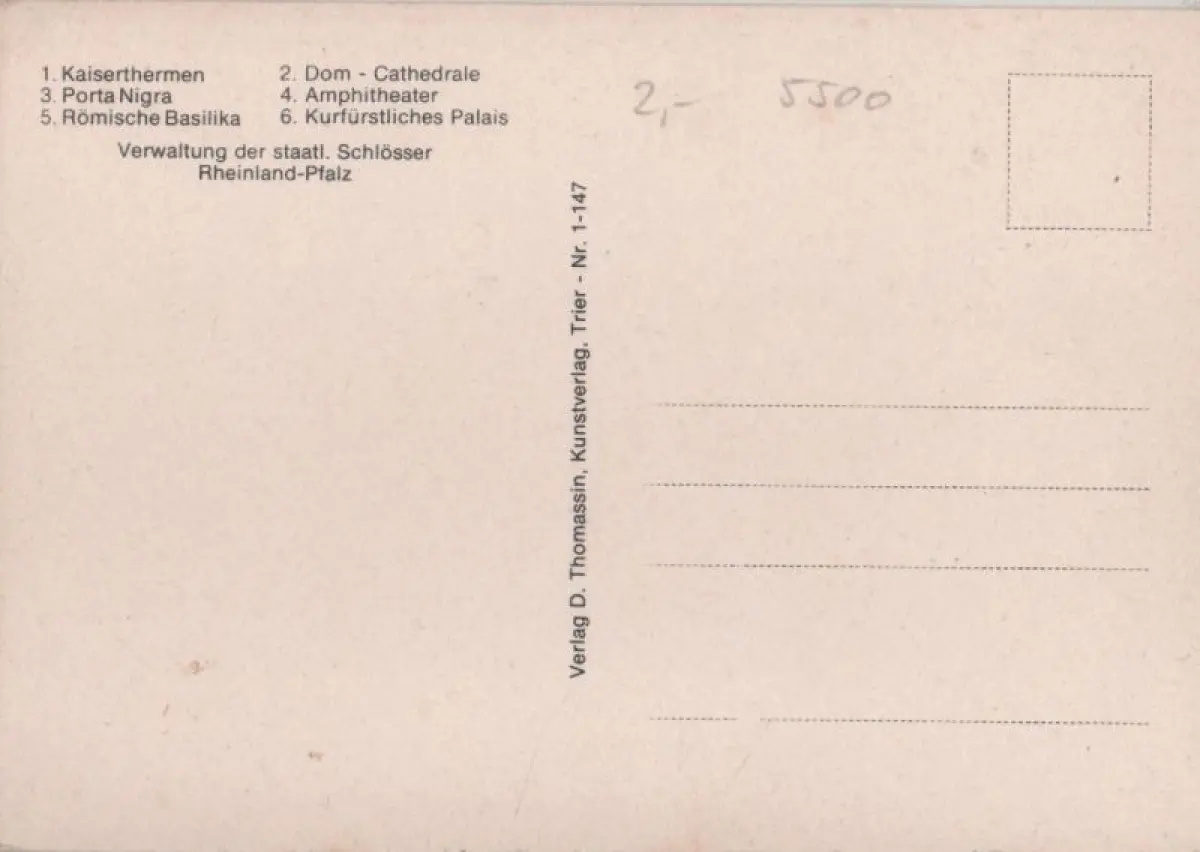 1. Kaiserthermen 2. Dom - Cathedrale
3. Porta Nigra 4. Amphitheater
5. Römische Basilika 6. Kurfürstliches Palais
Verwaltung der staatl. Schlösser
Rheinland-Pfalz
2,- 5500
Verlag D. Thomassin, Kunstverlag, Trier - Nr. 1-147